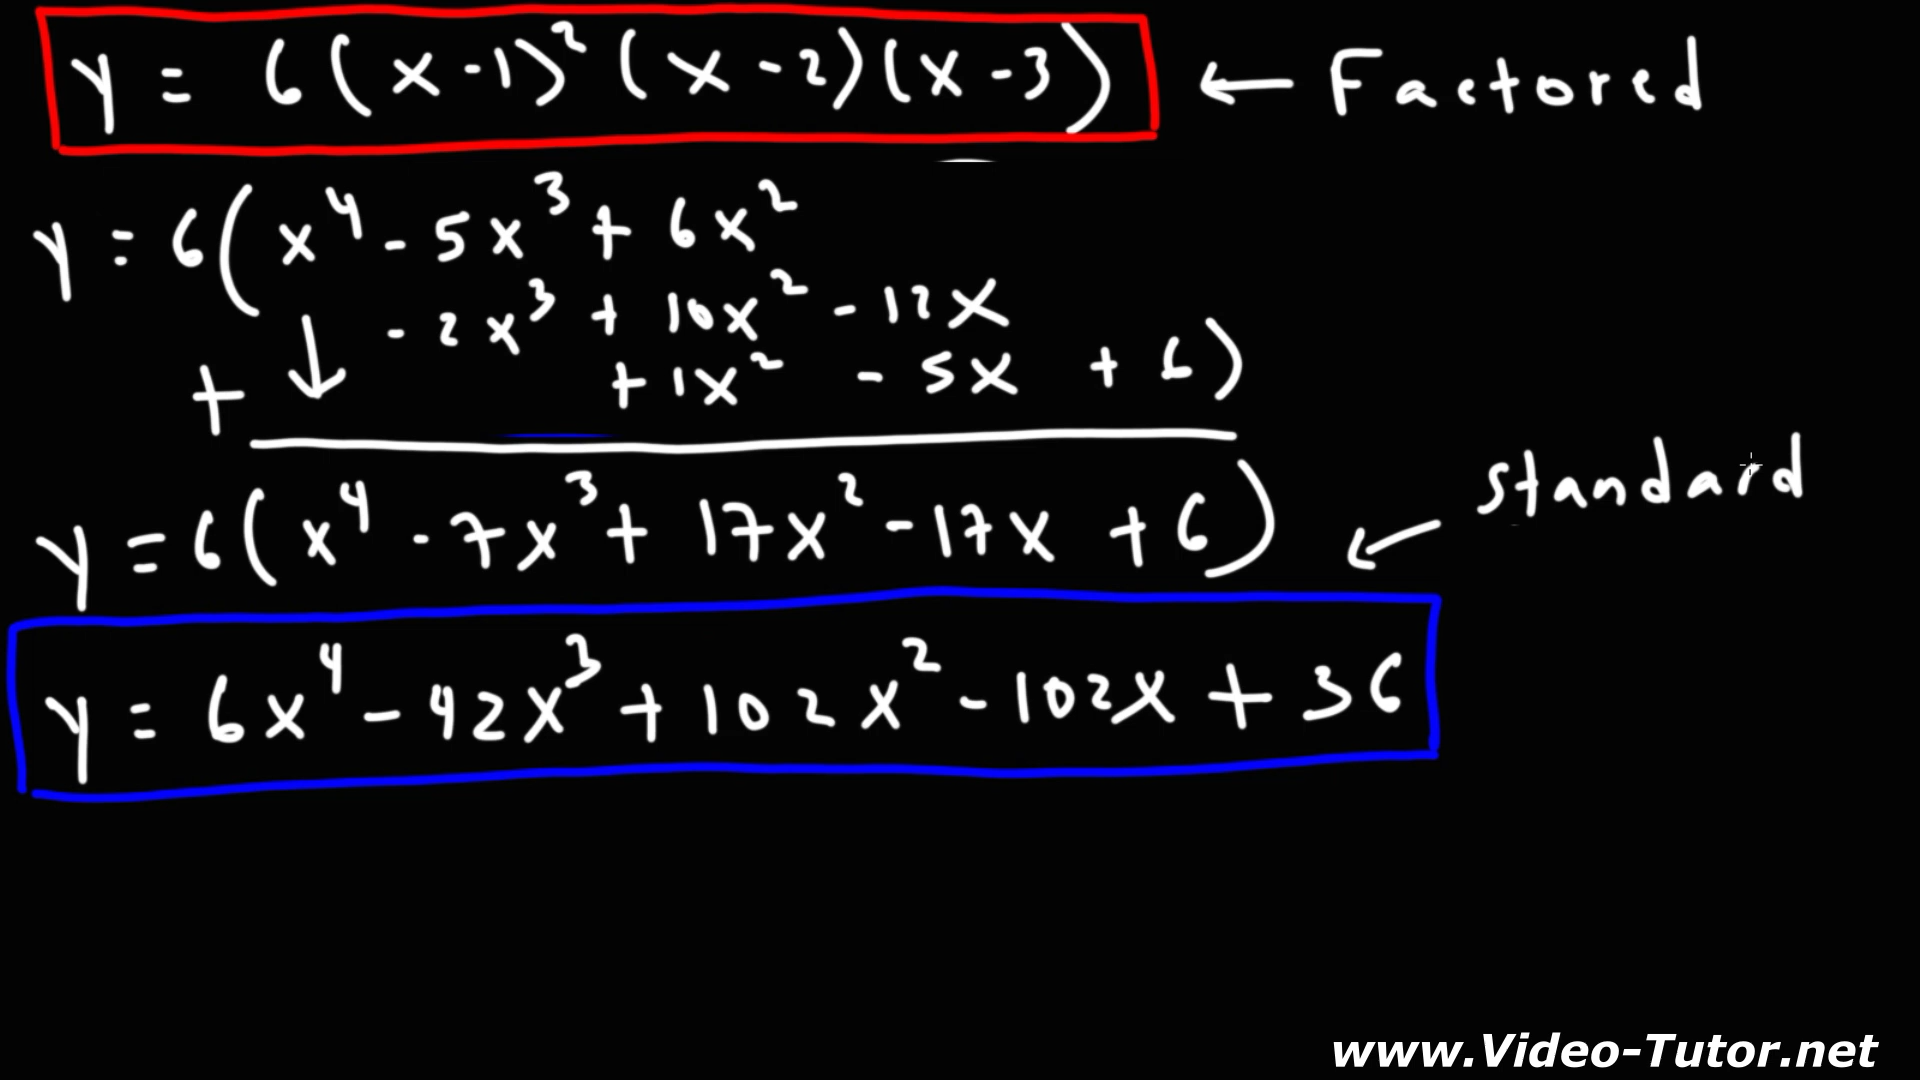 y = 6(x-1)² (x-2)(x-3) ← Factored
y = 6(x⁴ - 5x³ + 6x²
- 2x³ + 10x² - 12x
+ ↓ + 1x² - 5x + 6)
y = 6(x⁴ - 7x³ + 17x² - 17x + 6)
standard
y = 6x⁴ - 42x³ + 102x² - 102x + 36
www.Video-Tutor.net